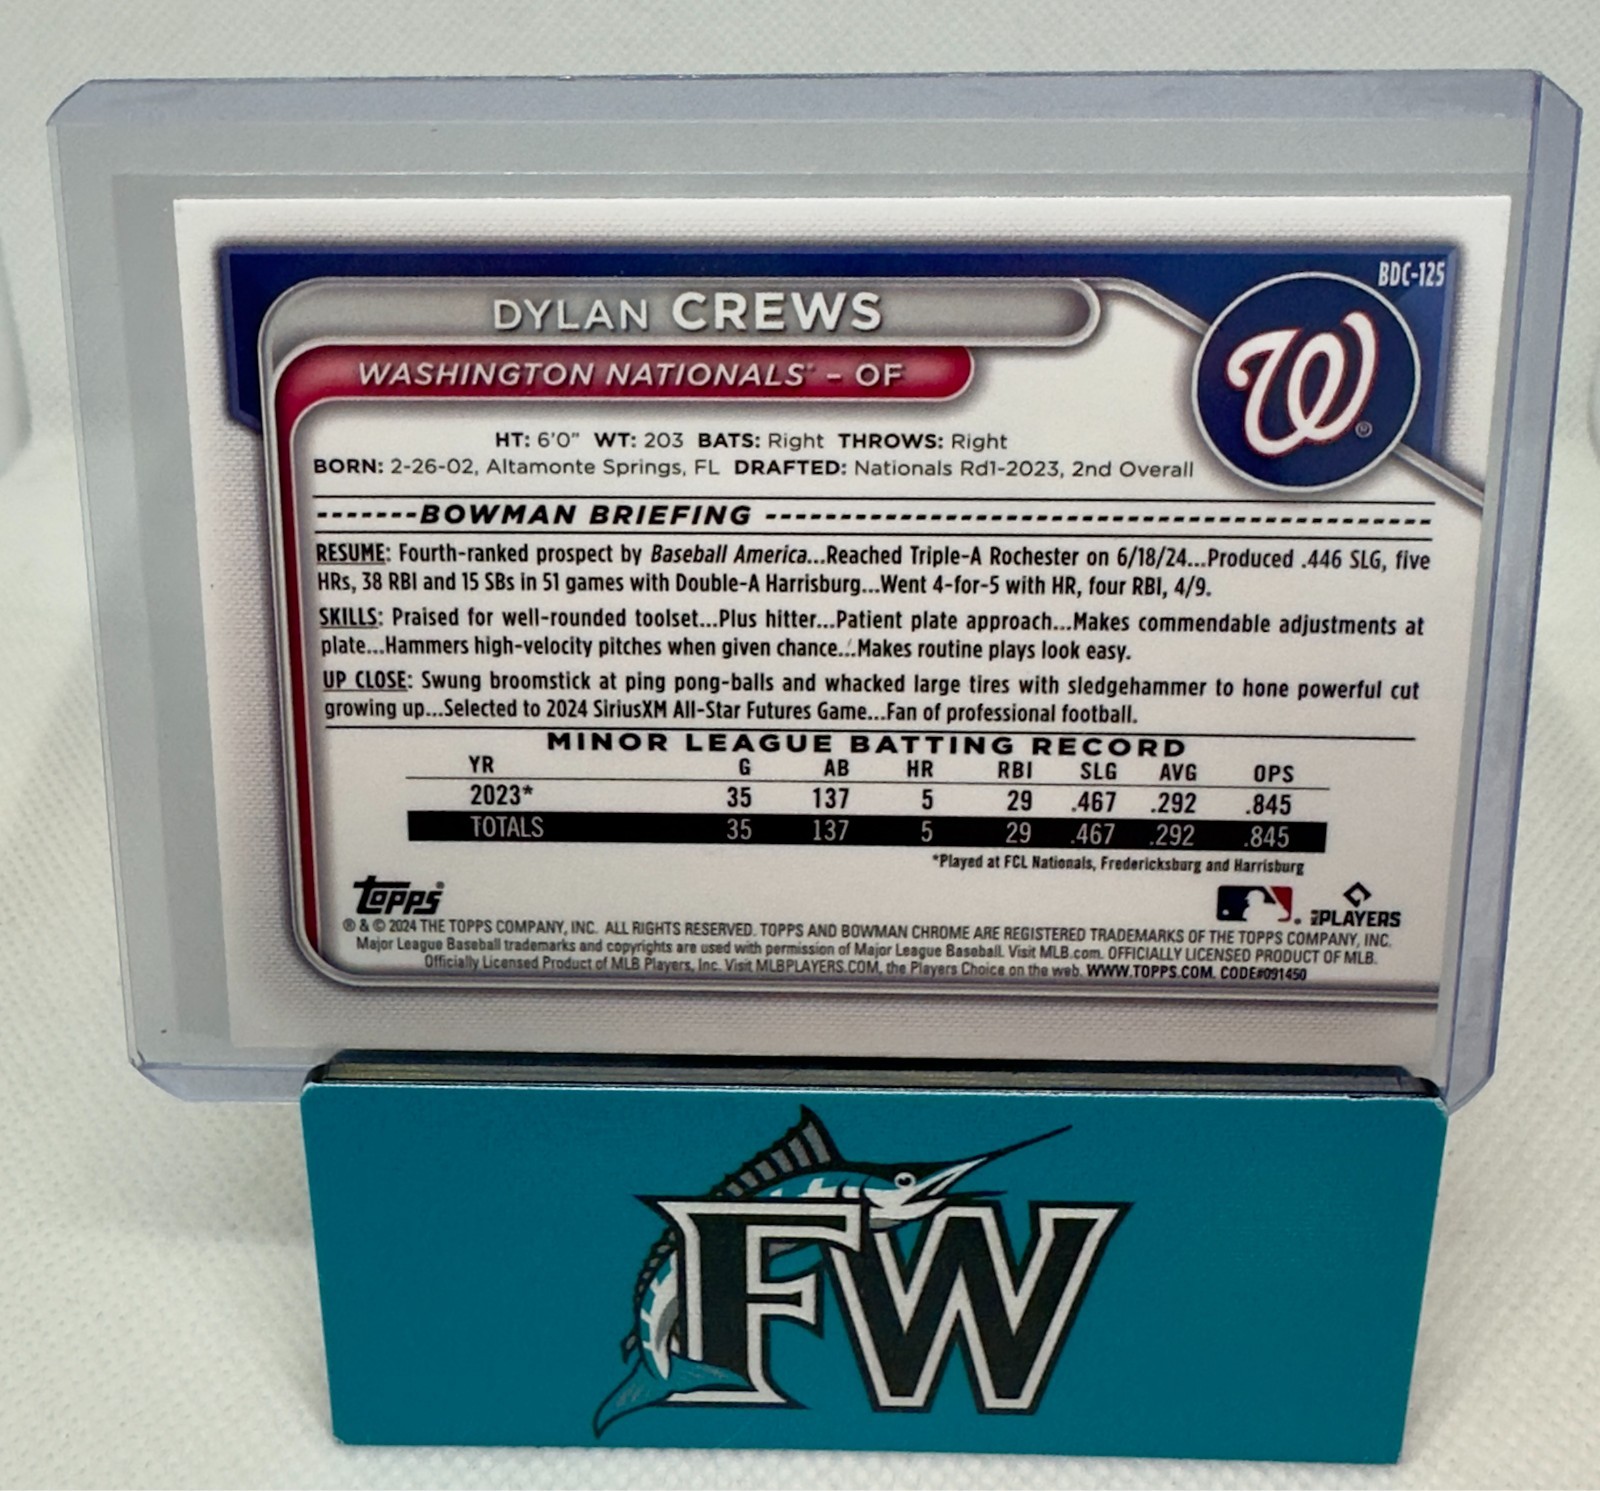 BDC-125
DYLAN CREWS
WASHINGTON NATIONALS® - OF
W®
HT: 6'0" WT: 203 BATS: Right THROWS: Right
BORN: 2-26-02, Altamonte Springs, FL DRAFTED: Nationals Rd1-2023, 2nd Overall
BOWMAN BRIEFING
RESUME: Fourth-ranked prospect by Baseball America...Reached Triple-A Rochester on 6/18/24...Produced .446 SLG, five
HRs, 38 RBI and 15 SBs in 51 games with Double-A Harrisburg...Went 4-for-5 with HR, four RBI, 4/9.
SKILLS: Praised for well-rounded toolset...Plus hitter...Patient plate approach...Makes commendable adjustments at
plate...Hammers high-velocity pitches when given chance...Makes routine plays look easy.
UP CLOSE: Swung broomstick at ping pong-balls and whacked large tires with sledgehammer to hone powerful cut
growing up...Selected to 2024 SiriusXM All-Star Futures Game...Fan of professional football.
MINOR LEAGUE BATTING RECORD
YR G AB HR RBI SLG AVG OPS
2023* 35 137 5 29 .467 .292 .845
TOTALS 35 137 5 29 .467 .292 .845
*Played at FCL Nationals, Fredericksburg and Harrisburg
topps®
MLB PLAYERS
® & © 2024 THE TOPPS COMPANY, INC. ALL RIGHTS RESERVED. TOPPS AND BOWMAN CHROME ARE REGISTERED TRADEMARKS OF THE TOPPS COMPANY, INC.
Major League Baseball trademarks and copyrights are used with permission of Major League Baseball. Visit MLB.com. OFFICIALLY LICENSED PRODUCT OF MLB.
Officially Licensed Product of MLB Players, Inc. Visit MLBPLAYERS.COM, the Players Choice on the web. WWW.TOPPS.COM. CODE#091450
FW